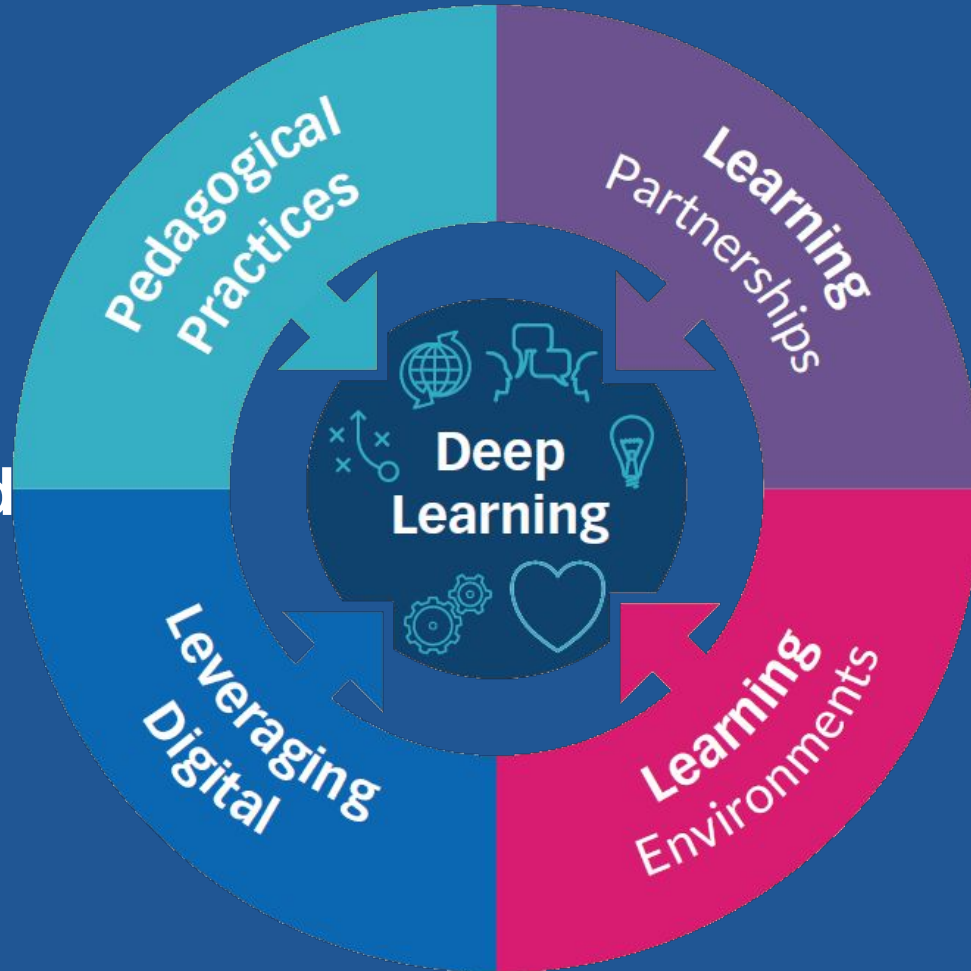 Pedagogical
Practices
Learning
Partnerships
Deep
Learning
d
Leveraging
Digital
Learning
Environments